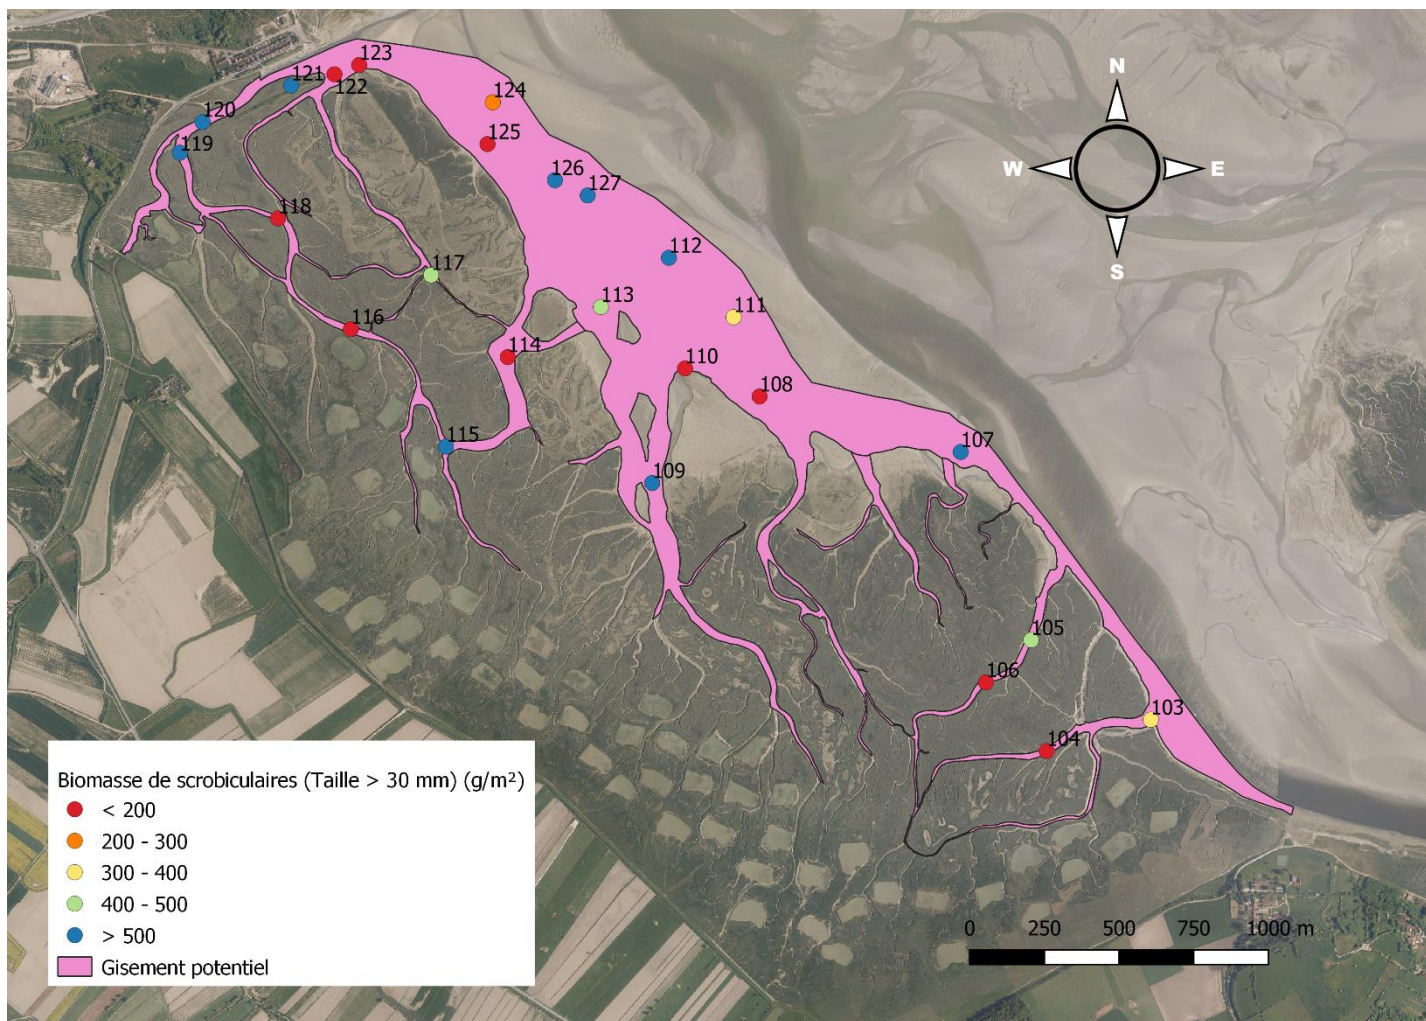 123
121
122
124
120
125
119
126
127
118
112
117
113
111
116
114
110
108
115
107
109
105
106
103
104
N
W
E
S
Biomasse de scrobiculaires (Taille > 30 mm) (g/m²)
< 200
200 - 300
300 - 400
400 - 500
> 500
Gisement potentiel
0 250 500 750 1000 m